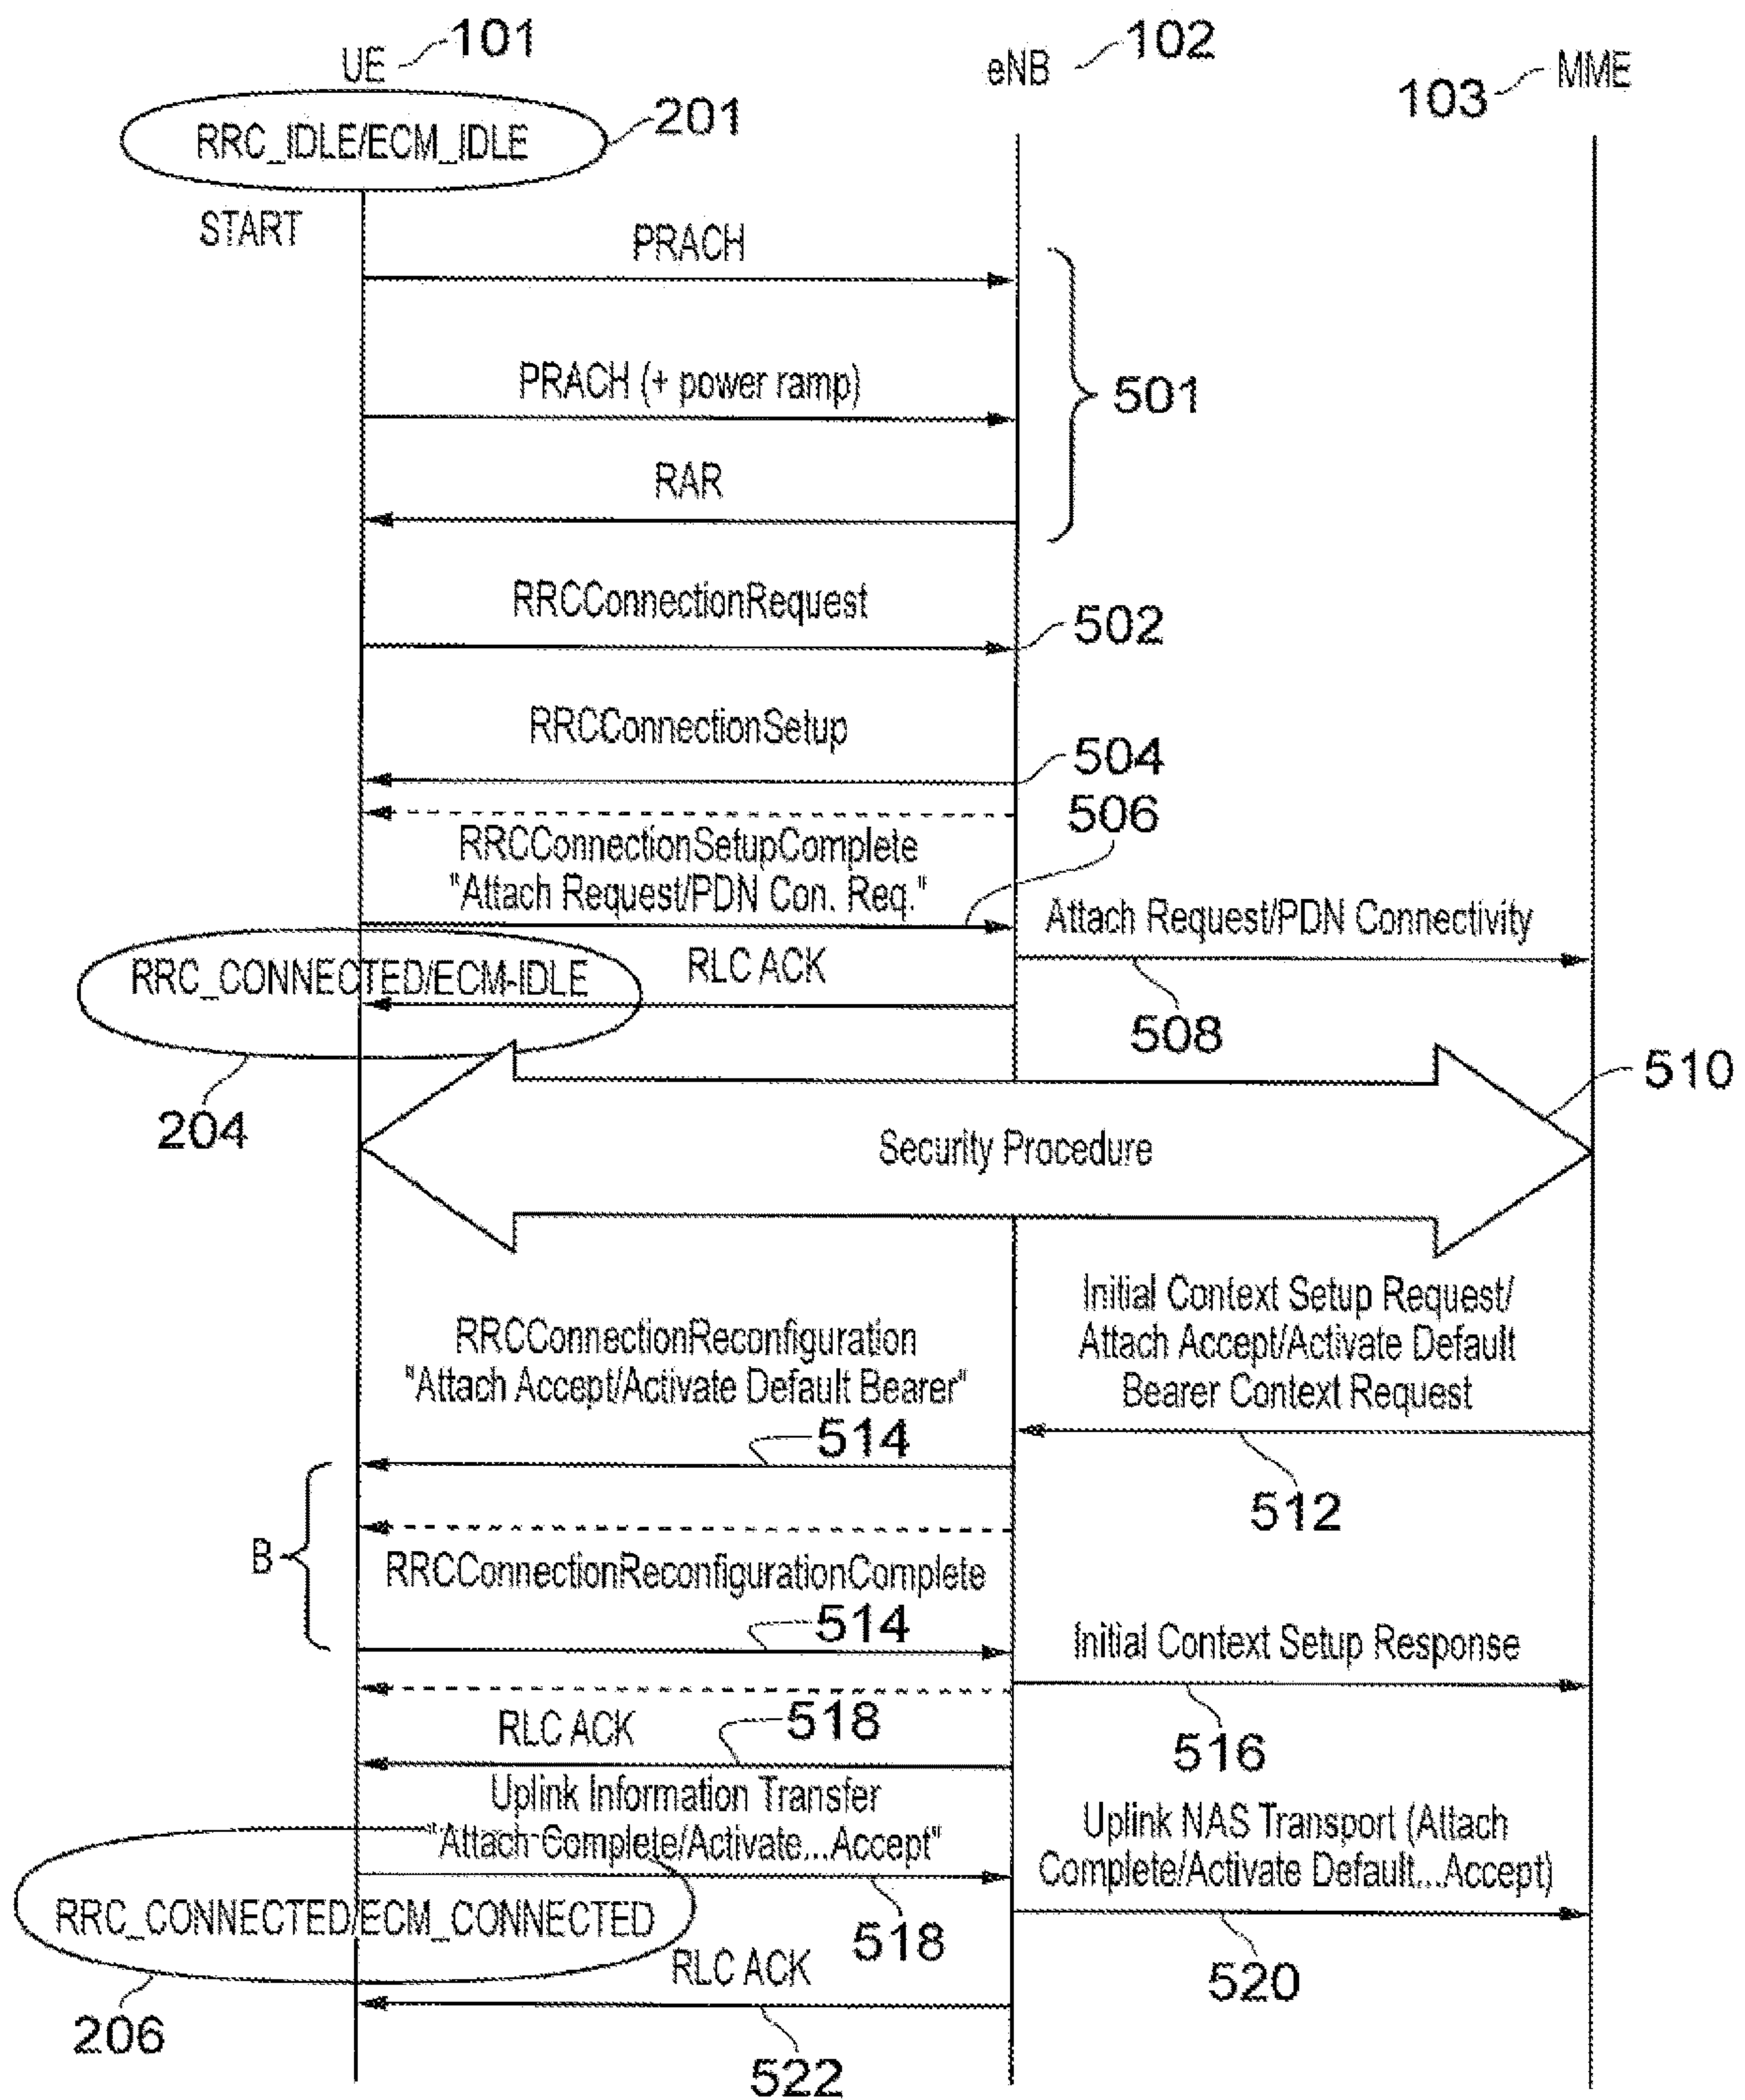 UE 101
eNB 102
103 MME
RRC_IDLE/ECM_IDLE
201
START
PRACH
PRACH (+ power ramp)
501
RAR
RRCConnectionRequest
502
RRCConnectionSetup
504
506
RRCConnectionSetupComplete
"Attach Request/PDN Con. Req."
Attach Request/PDN Connectivity
RRC_CONNECTED/ECM-IDLE
RLC ACK
508
204
510
Security Procedure
Initial Context Setup Request/
Attach Accept/Activate Default
Bearer Context Request
RRCConnectionReconfiguration
"Attach Accept/Activate Default Bearer"
514
512
B
RRCConnectionReconfigurationComplete
514
Initial Context Setup Response
RLC ACK
518
516
Uplink Information Transfer
"Attach Complete/Activate...Accept"
Uplink NAS Transport (Attach
Complete/Activate Default...Accept)
RRC_CONNECTED/ECM_CONNECTED
518
520
RLC ACK
206
522